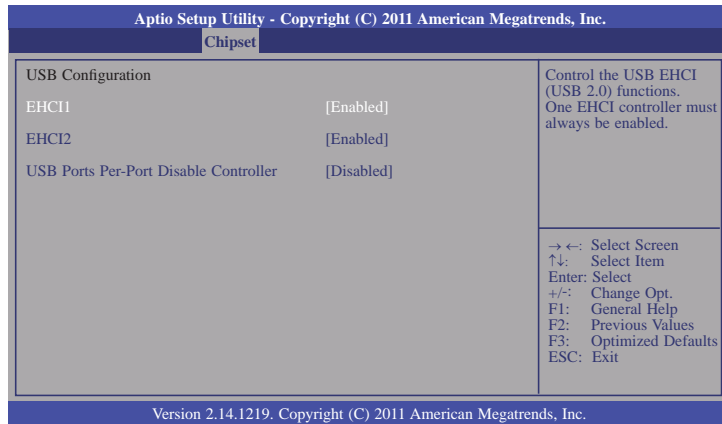 Aptio Setup Utility - Copyright (C) 2011 American Megatrends, Inc.
Chipset
USB Configuration
EHCI1 [Enabled]
EHCI2 [Enabled]
USB Ports Per-Port Disable Controller [Disabled]
Control the USB EHCI
(USB 2.0) functions.
One EHCI controller must
always be enabled.
→ ←: Select Screen
↑↓: Select Item
Enter: Select
+/-: Change Opt.
F1: General Help
F2: Previous Values
F3: Optimized Defaults
ESC: Exit
Version 2.14.1219. Copyright (C) 2011 American Megatrends, Inc.